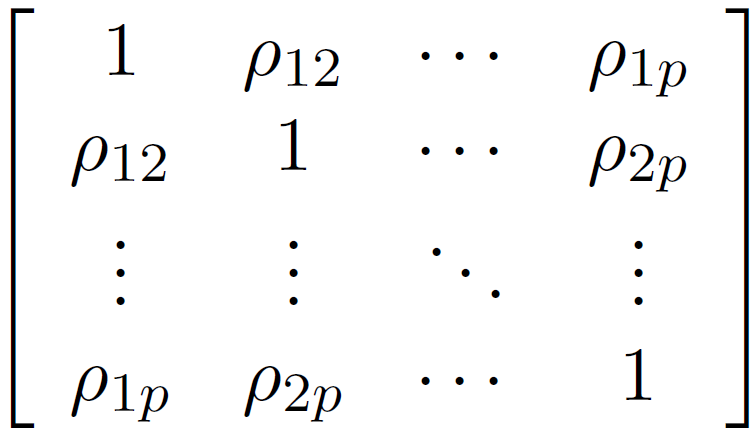 1 ρ₁₂ ⋯ ρ₁ₚ
ρ₁₂ 1 ⋯ ρ₂ₚ
⋮ ⋮ ⋱ ⋮
ρ₁ₚ ρ₂ₚ ⋯ 1